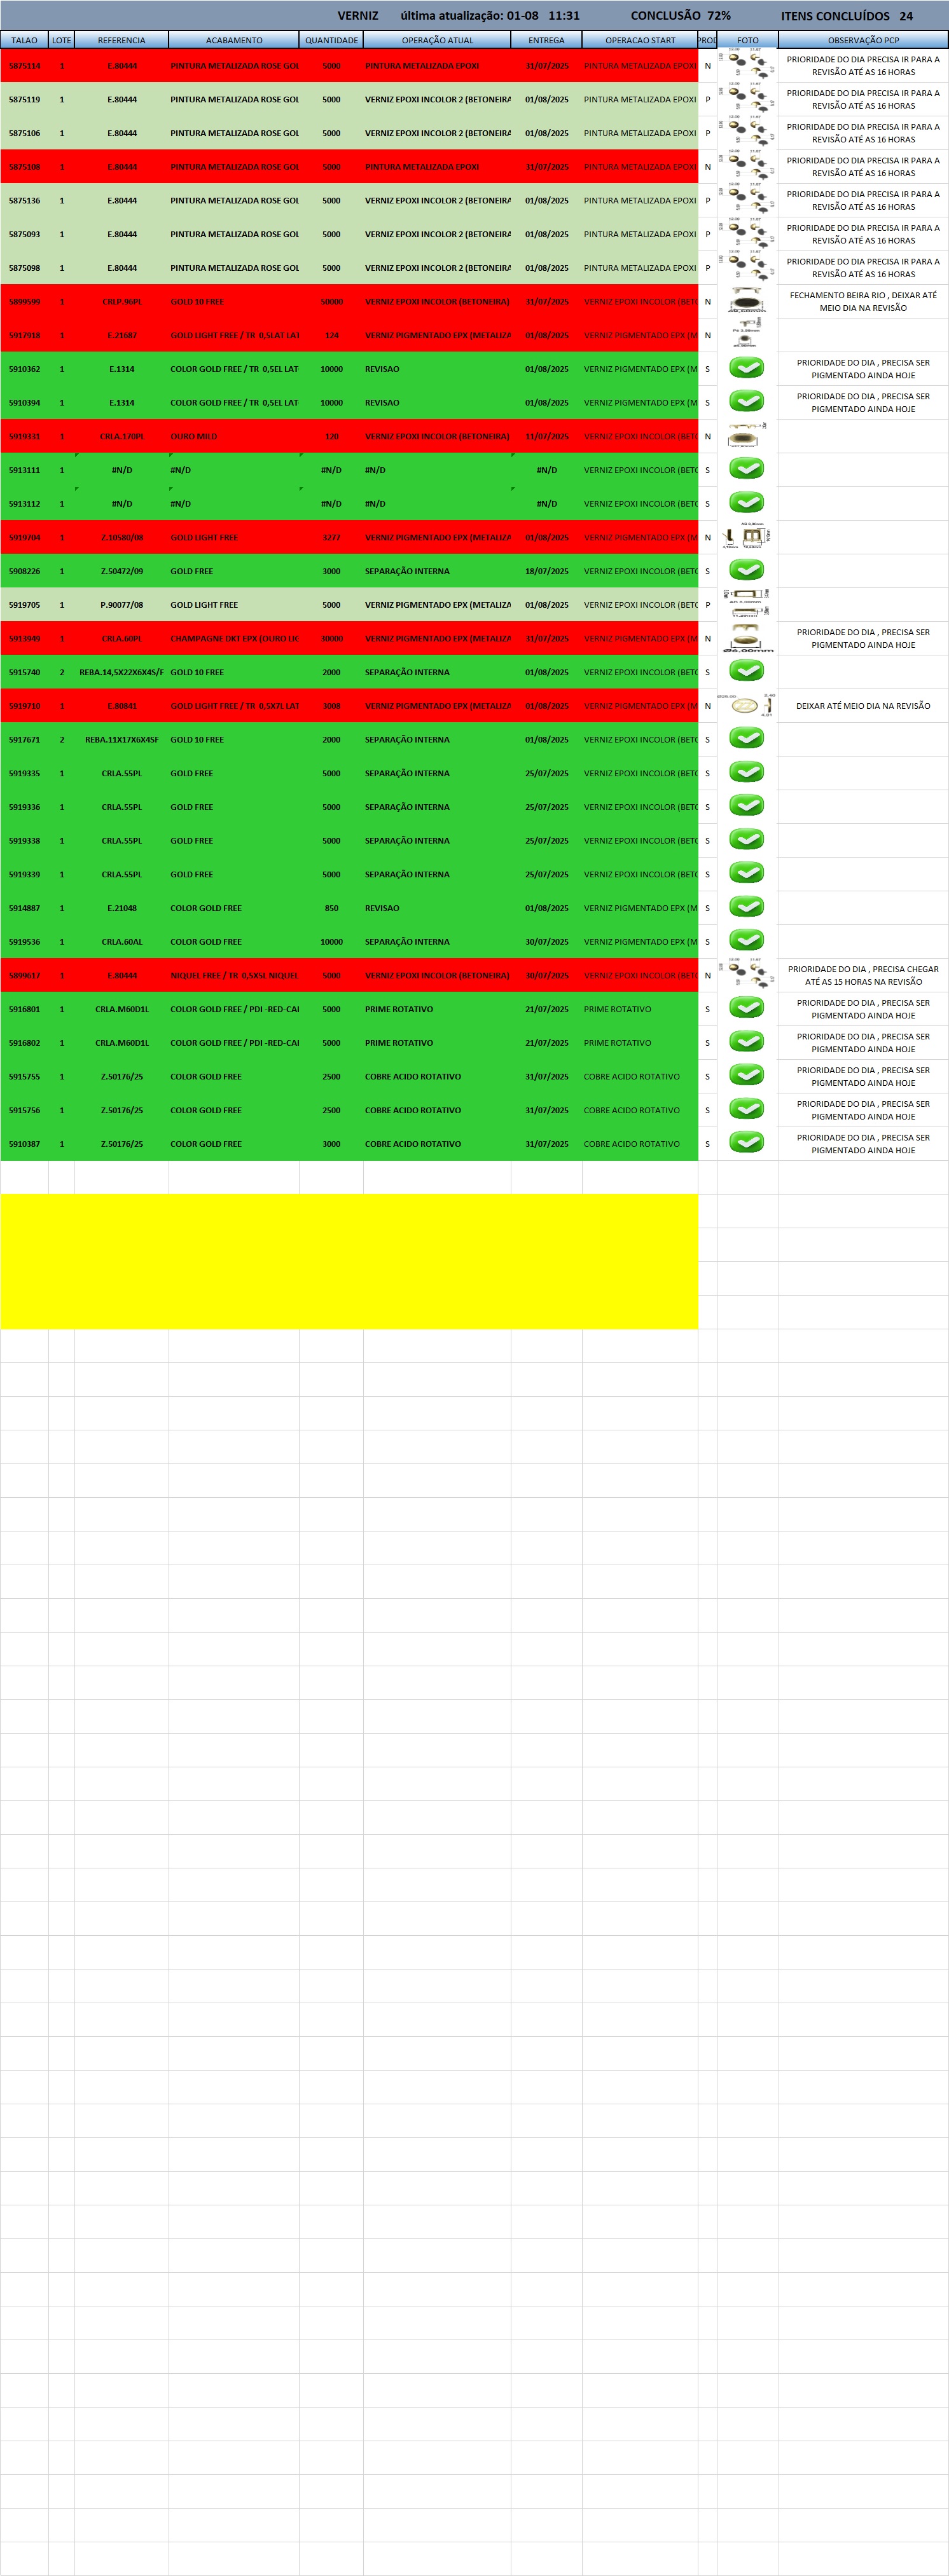 VERNIZ última atualização: 01-08 11:31 CONCLUSÃO 72% ITENS CONCLUÍDOS 24
TALAO LOTE REFERENCIA ACABAMENTO QUANTIDADE OPERAÇÃO ATUAL ENTREGA OPERACAO START PROD FOTO OBSERVAÇÃO PCP
5875114 1 E.80444 PINTURA METALIZADA ROSE GOL 5000 PINTURA METALIZADA EPOXI 31/07/2025 PINTURA METALIZADA EPOXI N PRIORIDADE DO DIA PRECISA IR PARA A
REVISÃO ATÉ AS 16 HORAS
5875119 1 E.80444 PINTURA METALIZADA ROSE GOL 5000 VERNIZ EPOXI INCOLOR 2 (BETONEIRA 01/08/2025 PINTURA METALIZADA EPOXI P PRIORIDADE DO DIA PRECISA IR PARA A
REVISÃO ATÉ AS 16 HORAS
5875106 1 E.80444 PINTURA METALIZADA ROSE GOL 5000 VERNIZ EPOXI INCOLOR 2 (BETONEIRA 01/08/2025 PINTURA METALIZADA EPOXI P PRIORIDADE DO DIA PRECISA IR PARA A
REVISÃO ATÉ AS 16 HORAS
5875108 1 E.80444 PINTURA METALIZADA ROSE GOL 5000 PINTURA METALIZADA EPOXI 31/07/2025 PINTURA METALIZADA EPOXI N PRIORIDADE DO DIA PRECISA IR PARA A
REVISÃO ATÉ AS 16 HORAS
5875136 1 E.80444 PINTURA METALIZADA ROSE GOL 5000 VERNIZ EPOXI INCOLOR 2 (BETONEIRA 01/08/2025 PINTURA METALIZADA EPOXI P PRIORIDADE DO DIA PRECISA IR PARA A
REVISÃO ATÉ AS 16 HORAS
5875093 1 E.80444 PINTURA METALIZADA ROSE GOL 5000 VERNIZ EPOXI INCOLOR 2 (BETONEIRA 01/08/2025 PINTURA METALIZADA EPOXI P PRIORIDADE DO DIA PRECISA IR PARA A
REVISÃO ATÉ AS 16 HORAS
5875098 1 E.80444 PINTURA METALIZADA ROSE GOL 5000 VERNIZ EPOXI INCOLOR 2 (BETONEIRA 01/08/2025 PINTURA METALIZADA EPOXI P PRIORIDADE DO DIA PRECISA IR PARA A
REVISÃO ATÉ AS 16 HORAS
5899599 1 CRLP.96PL GOLD 10 FREE 50000 VERNIZ EPOXI INCOLOR (BETONEIRA) 31/07/2025 VERNIZ EPOXI INCOLOR (BETO N FECHAMENTO BEIRA RIO , DEIXAR ATÉ
MEIO DIA NA REVISÃO
5917918 1 E.21687 GOLD LIGHT FREE / TR 0,5LAT LAT 124 VERNIZ PIGMENTADO EPX (METALIZA 01/08/2025 VERNIZ PIGMENTADO EPX (M N
5910362 1 E.1314 COLOR GOLD FREE / TR 0,5EL LAT 10000 REVISAO 01/08/2025 VERNIZ PIGMENTADO EPX (M S PRIORIDADE DO DIA , PRECISA SER
PIGMENTADO AINDA HOJE
5910394 1 E.1314 COLOR GOLD FREE / TR 0,5EL LAT 10000 REVISAO 01/08/2025 VERNIZ PIGMENTADO EPX (M S PRIORIDADE DO DIA , PRECISA SER
PIGMENTADO AINDA HOJE
5919331 1 CRLA.170PL OURO MILD 120 VERNIZ EPOXI INCOLOR (BETONEIRA) 11/07/2025 VERNIZ EPOXI INCOLOR (BETO N
5913111 1 #N/D #N/D #N/D #N/D #N/D VERNIZ EPOXI INCOLOR (BETO S
5913112 1 #N/D #N/D #N/D #N/D #N/D VERNIZ EPOXI INCOLOR (BETO S
5919704 1 Z.10580/08 GOLD LIGHT FREE 3277 VERNIZ PIGMENTADO EPX (METALIZA 01/08/2025 VERNIZ PIGMENTADO EPX (M N
5908226 1 Z.50472/09 GOLD FREE 3000 SEPARAÇÃO INTERNA 18/07/2025 VERNIZ EPOXI INCOLOR (BETO S
5919705 1 P.90077/08 GOLD LIGHT FREE 5000 VERNIZ PIGMENTADO EPX (METALIZA 01/08/2025 VERNIZ PIGMENTADO EPX (M P
5913949 1 CRLA.60PL CHAMPAGNE DKT EPX (OURO LIG 30000 VERNIZ PIGMENTADO EPX (METALIZA 31/07/2025 VERNIZ PIGMENTADO EPX (M N Ø6,00mm PRIORIDADE DO DIA , PRECISA SER
PIGMENTADO AINDA HOJE
5915740 2 REBA.14,5X22X6X4S/F GOLD 10 FREE 2000 SEPARAÇÃO INTERNA 01/08/2025 VERNIZ EPOXI INCOLOR (BETO S
5919710 1 E.80841 GOLD LIGHT FREE / TR 0,5X7L LAT 3008 VERNIZ PIGMENTADO EPX (METALIZA 01/08/2025 VERNIZ PIGMENTADO EPX (M N DEIXAR ATÉ MEIO DIA NA REVISÃO
5917671 2 REBA.11X17X6X4SF GOLD 10 FREE 2000 SEPARAÇÃO INTERNA 01/08/2025 VERNIZ EPOXI INCOLOR (BETO S
5919335 1 CRLA.55PL GOLD FREE 5000 SEPARAÇÃO INTERNA 25/07/2025 VERNIZ EPOXI INCOLOR (BETO S
5919336 1 CRLA.55PL GOLD FREE 5000 SEPARAÇÃO INTERNA 25/07/2025 VERNIZ EPOXI INCOLOR (BETO S
5919338 1 CRLA.55PL GOLD FREE 5000 SEPARAÇÃO INTERNA 25/07/2025 VERNIZ EPOXI INCOLOR (BETO S
5919339 1 CRLA.55PL GOLD FREE 5000 SEPARAÇÃO INTERNA 25/07/2025 VERNIZ EPOXI INCOLOR (BETO S
5914887 1 E.21048 COLOR GOLD FREE 850 REVISAO 01/08/2025 VERNIZ PIGMENTADO EPX (M S
5919536 1 CRLA.60AL COLOR GOLD FREE 10000 SEPARAÇÃO INTERNA 30/07/2025 VERNIZ PIGMENTADO EPX (M S
5899617 1 E.80444 NIQUEL FREE / TR 0,5X5L NIQUEL 5000 VERNIZ EPOXI INCOLOR (BETONEIRA) 30/07/2025 VERNIZ EPOXI INCOLOR (BETO N PRIORIDADE DO DIA , PRECISA CHEGAR
ATÉ AS 15 HORAS NA REVISÃO
5916801 1 CRLA.M60D1L COLOR GOLD FREE / PDI -RED-CAI 5000 PRIME ROTATIVO 21/07/2025 PRIME ROTATIVO S PRIORIDADE DO DIA , PRECISA SER
PIGMENTADO AINDA HOJE
5916802 1 CRLA.M60D1L COLOR GOLD FREE / PDI -RED-CAI 5000 PRIME ROTATIVO 21/07/2025 PRIME ROTATIVO S PRIORIDADE DO DIA , PRECISA SER
PIGMENTADO AINDA HOJE
5915755 1 Z.50176/25 COLOR GOLD FREE 2500 COBRE ACIDO ROTATIVO 31/07/2025 COBRE ACIDO ROTATIVO S PRIORIDADE DO DIA , PRECISA SER
PIGMENTADO AINDA HOJE
5915756 1 Z.50176/25 COLOR GOLD FREE 2500 COBRE ACIDO ROTATIVO 31/07/2025 COBRE ACIDO ROTATIVO S PRIORIDADE DO DIA , PRECISA SER
PIGMENTADO AINDA HOJE
5910387 1 Z.50176/25 COLOR GOLD FREE 3000 COBRE ACIDO ROTATIVO 31/07/2025 COBRE ACIDO ROTATIVO S PRIORIDADE DO DIA , PRECISA SER
PIGMENTADO AINDA HOJE